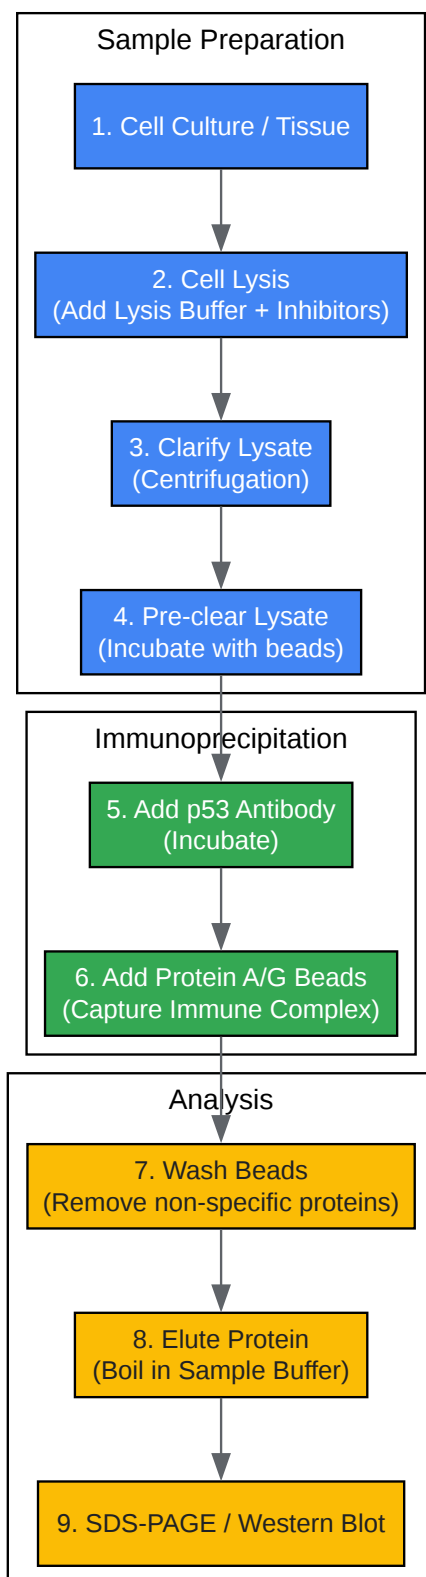 Sample Preparation
1. Cell Culture / Tissue
2. Cell Lysis
(Add Lysis Buffer + Inhibitors)
3. Clarify Lysate
(Centrifugation)
4. Pre-clear Lysate
(Incubate with beads)
Immunoprecipitation
5. Add p53 Antibody
(Incubate)
6. Add Protein A/G Beads
(Capture Immune Complex)
Analysis
7. Wash Beads
(Remove non-specific proteins)
8. Elute Protein
(Boil in Sample Buffer)
9. SDS-PAGE / Western Blot